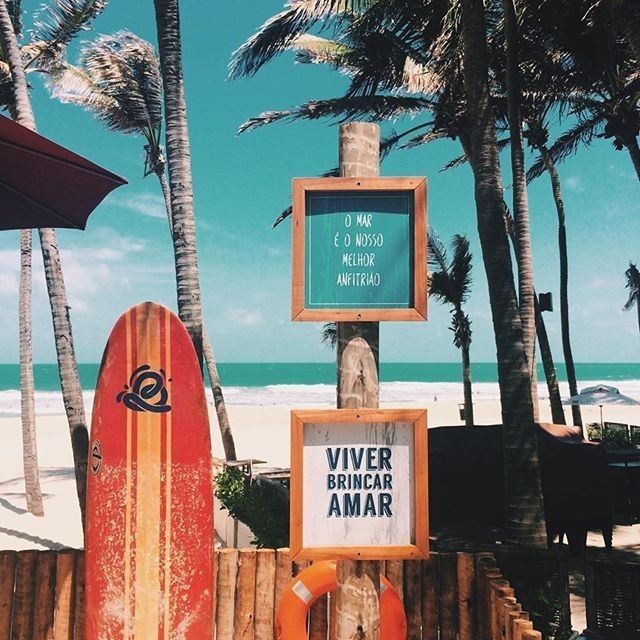 O MAR
É O NOSSO
MELHOR
ANFITRIÃO
VIVER
BRINCAR
AMAR